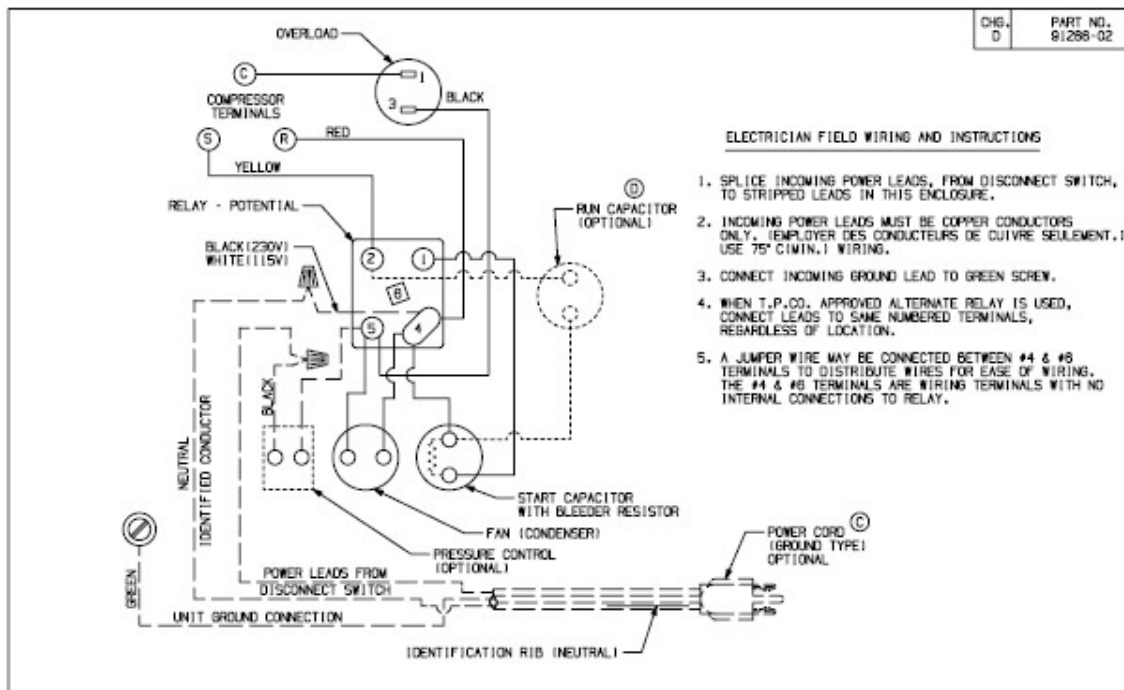 CHG. PART NO.
D 91286-02
OVERLOAD
C
1
COMPRESSOR
TERMINALS
3
BLACK
S
R
RED
YELLOW
RELAY - POTENTIAL
BLACK(230V)
WHITE(115V)
2
1
6
5
4
D
RUN CAPACITOR
(OPTIONAL)
ELECTRICIAN FIELD WIRING AND INSTRUCTIONS
1. SPLICE INCOMING POWER LEADS, FROM DISCONNECT SWITCH,
TO STRIPPED LEADS IN THIS ENCLOSURE.
2. INCOMING POWER LEADS MUST BE COPPER CONDUCTORS
ONLY. (EMPLOYER DES CONDUCTEURS DE CUIVRE SEULEMENT.)
USE 75° C(MIN.) WIRING.
3. CONNECT INCOMING GROUND LEAD TO GREEN SCREW.
4. WHEN T.P.CO. APPROVED ALTERNATE RELAY IS USED,
CONNECT LEADS TO SAME NUMBERED TERMINALS,
REGARDLESS OF LOCATION.
5. A JUMPER WIRE MAY BE CONNECTED BETWEEN #4 & #6
TERMINALS TO DISTRIBUTE WIRES FOR EASE OF WIRING.
THE #4 & #6 TERMINALS ARE WIRING TERMINALS WITH NO
INTERNAL CONNECTIONS TO RELAY.
BLACK
NEUTRAL
IDENTIFIED CONDUCTOR
START CAPACITOR
WITH BLEEDER RESISTOR
FAN (CONDENSER)
PRESSURE CONTROL
(OPTIONAL)
GREEN
POWER LEADS FROM
DISCONNECT SWITCH
UNIT GROUND CONNECTION
POWER CORD C
(GROUND TYPE)
OPTIONAL
IDENTIFICATION RIB (NEUTRAL)